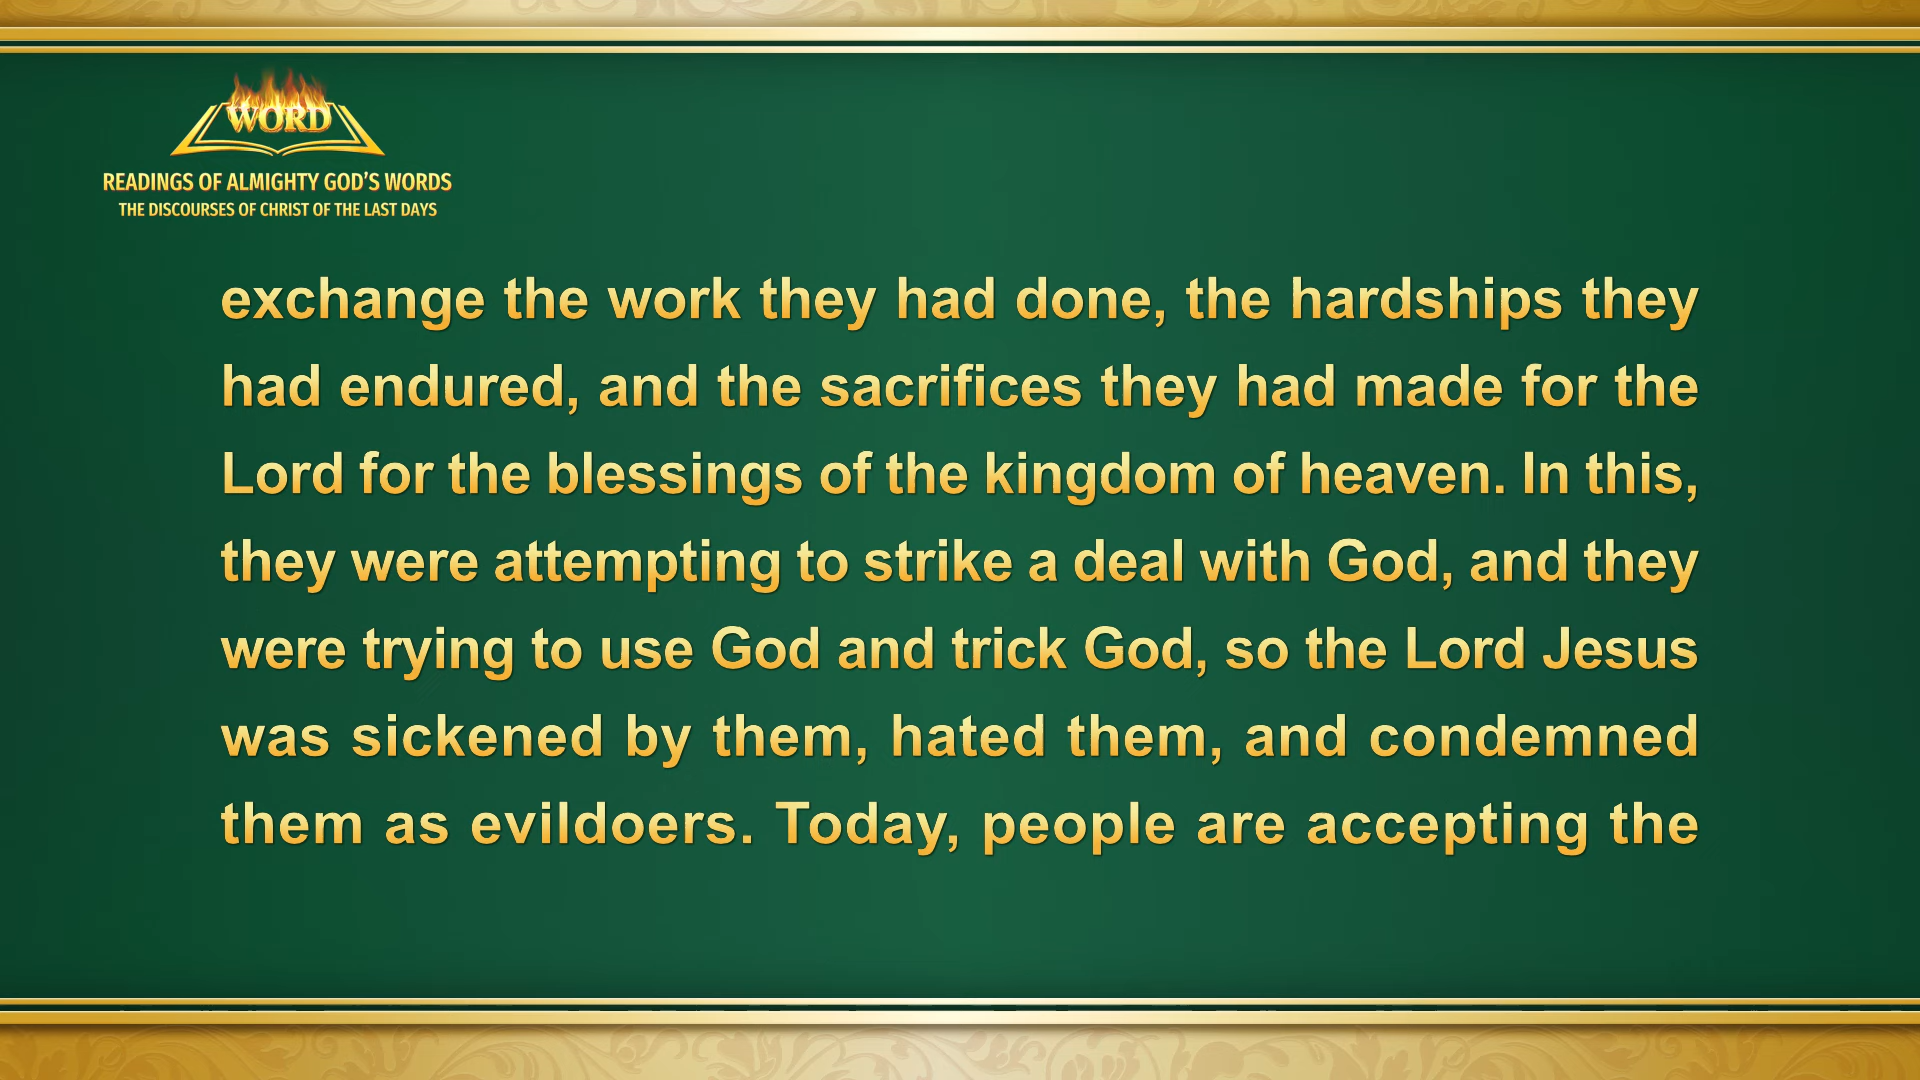 WORD
READINGS OF ALMIGHTY GOD'S WORDS
THE DISCOURSES OF CHRIST OF THE LAST DAYS
exchange the work they had done, the hardships they
had endured, and the sacrifices they had made for the
Lord for the blessings of the kingdom of heaven. In this,
they were attempting to strike a deal with God, and they
were trying to use God and trick God, so the Lord Jesus
was sickened by them, hated them, and condemned
them as evildoers. Today, people are accepting the